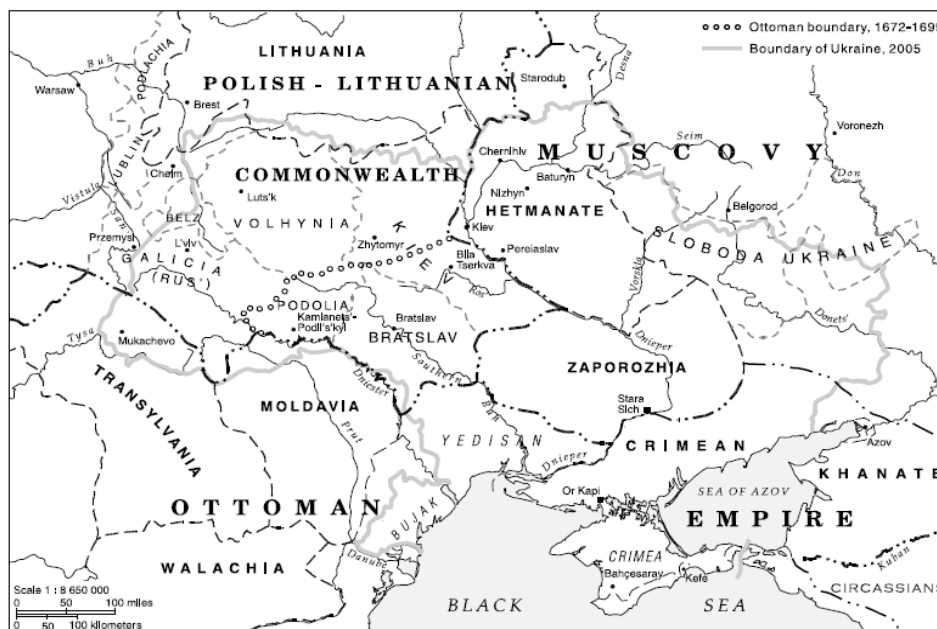 Ottoman boundary, 1672-1699
Boundary of Ukraine, 2005
LITHUANIA
POLISH - LITHUANIAN
COMMONWEALTH
MUSCOVY
Buh
PODLACHIA
Warsaw
Brest
Starodub
Desna
Seim
Voronezh
Don
LUBLIN
Chełm
Chernihiv
Baturyn
Nizhyn
HETMANATE
Luts'k
Belgorod
Vistula
San
BELZ
VOLHYNIA
KIEV
Kiev
SLOBODA UKRAINE
Przemyśl
L'viv
Zhytomyr
Pereiaslav
GALICIA
(RUS')
Bila
Tserkva
Ros'
Vorskla
PODOLIA
Kamianets'-
Podil's'kyi
Bratslav
BRATSLAV
Donets'
Dnieper
Tysa
Mukachevo
Southern
Buh
ZAPOROZHIA
TRANSYLVANIA
MOLDAVIA
Dniester
Stara
Sich
Prut
YEDISAN
CRIMEAN
Azov
Dnieper
KHANATE
OTTOMAN
Or Kapi
SEA OF AZOV
EMPIRE
BUJAK
Danube
CRIMEA
Kuban
WALACHIA
Bahçesaray
Kefe
CIRCASSIANS
Scale 1 : 8 650 000
0 50 100 miles
0 50 100 kilometers
BLACK
SEA